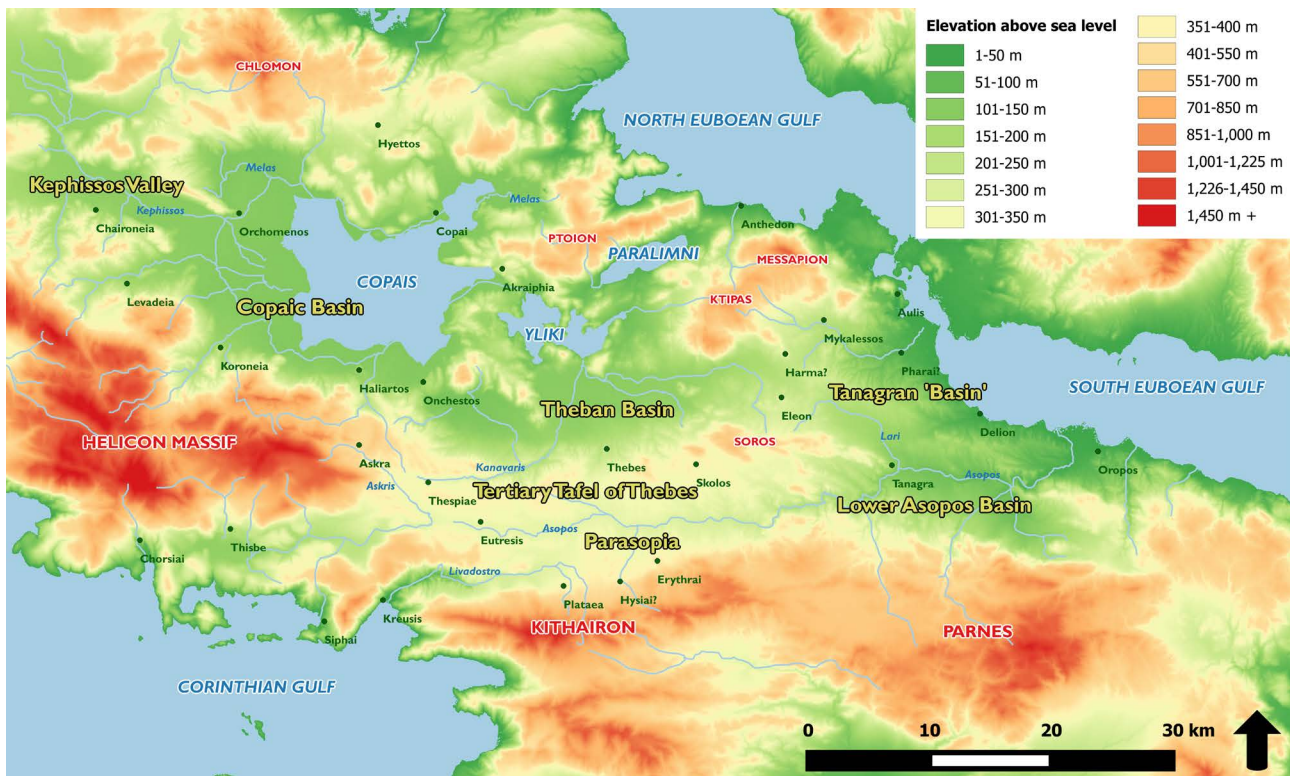 Elevation above sea level
1-50 m
51-100 m
101-150 m
151-200 m
201-250 m
251-300 m
301-350 m
351-400 m
401-550 m
551-700 m
701-850 m
851-1,000 m
1,001-1,225 m
1,226-1,450 m
1,450 m +
CHLOMON
NORTH EUBOEAN GULF
Hyettos
Melas
Kephissos Valley
Kephissos
Chaironeia
Orchomenos
Copai
Melas
PTOION
PARALIMNI
Anthedon
MESSAPION
COPAIS
Akraiphia
Levadeia
Copaic Basin
YLIKI
KTIPAS
Aulis
Mykalessos
Koroneia
Haliartos
Onchestos
Harma?
Pharai?
SOUTH EUBOEAN GULF
Theban Basin
Eleon
Tanagran 'Basin'
Delion
HELICON MASSIF
Askra
Askris
Kanavaris
Thebes
SOROS
Skolos
Lari
Tanagra
Asopos
Oropos
Thespiae
Tertiary Tafel of Thebes
Lower Asopos Basin
Eutresis
Asopos
Parasopia
Chorsiai
Thisbe
Livadostro
Erythrai
Plataea
Hysiai?
Kreusis
Siphai
KITHAIRON
PARNES
CORINTHIAN GULF
0 10 20 30 km